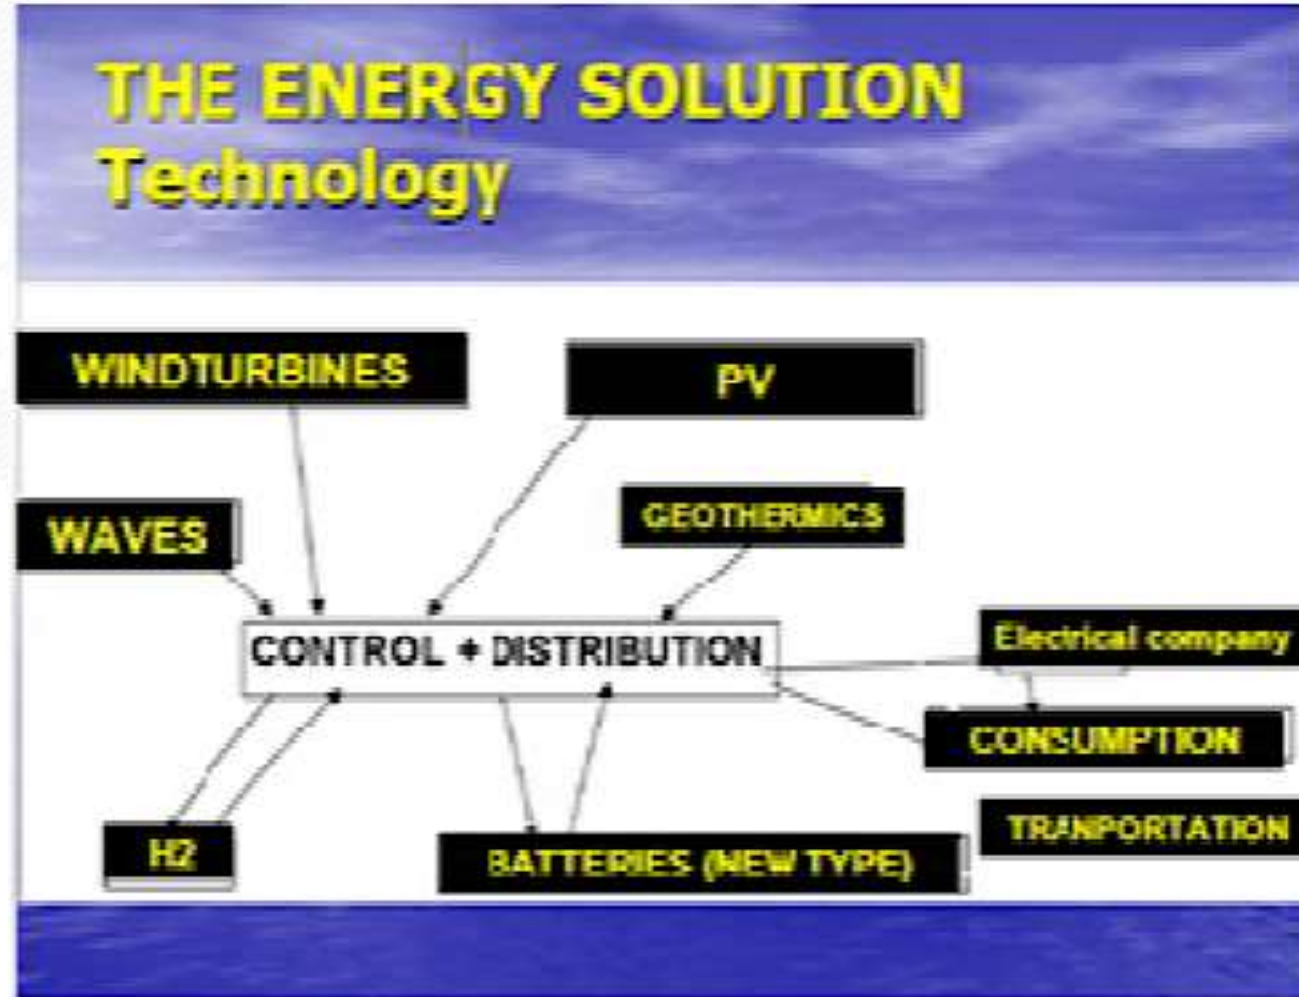 THE ENERGY SOLUTION
Technology
WINDTURBINES
PV
WAVES
GEOTHERMICS
CONTROL + DISTRIBUTION
Electrical company
CONSUMPTION
TRANPORTATION
H2
BATTERIES (NEW TYPE)